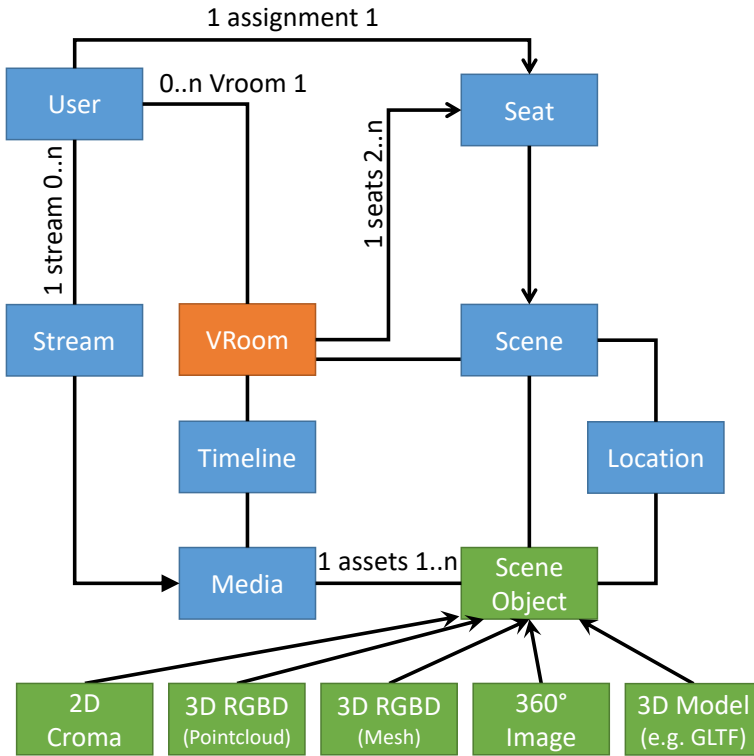 1 assignment 1
0..n Vroom 1
User
Seat
1 stream 0..n
1 seats 2..n
Stream
VRoom
Scene
Timeline
Location
Media
1 assets 1..n
Scene
Object
2D
Croma
3D RGBD
(Pointcloud)
3D RGBD
(Mesh)
360°
Image
3D Model
(e.g. GLTF)